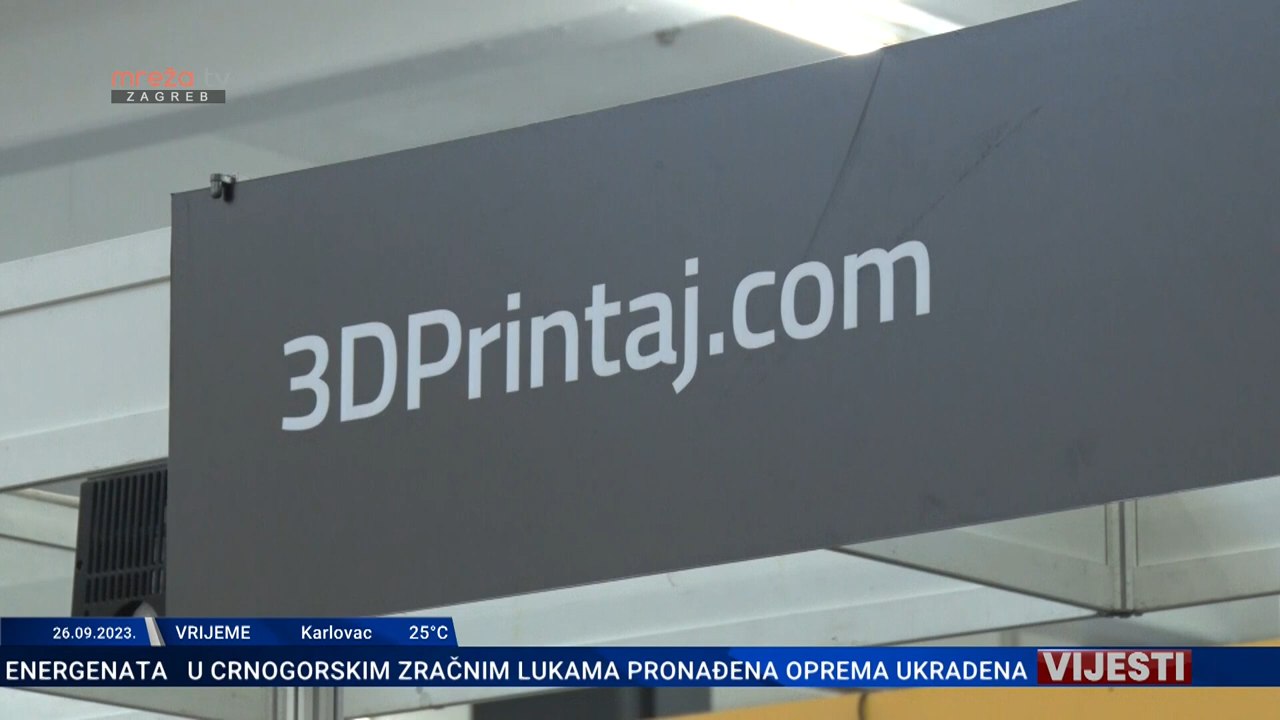 mreža tv
ZAGREB
3DPrintaj.com
26.09.2023. VRIJEME Karlovac 25°C
ENERGENATA U CRNOGORSKIM ZRAČNIM LUKAMA PRONAĐENA OPREMA UKRADENA VIJESTI